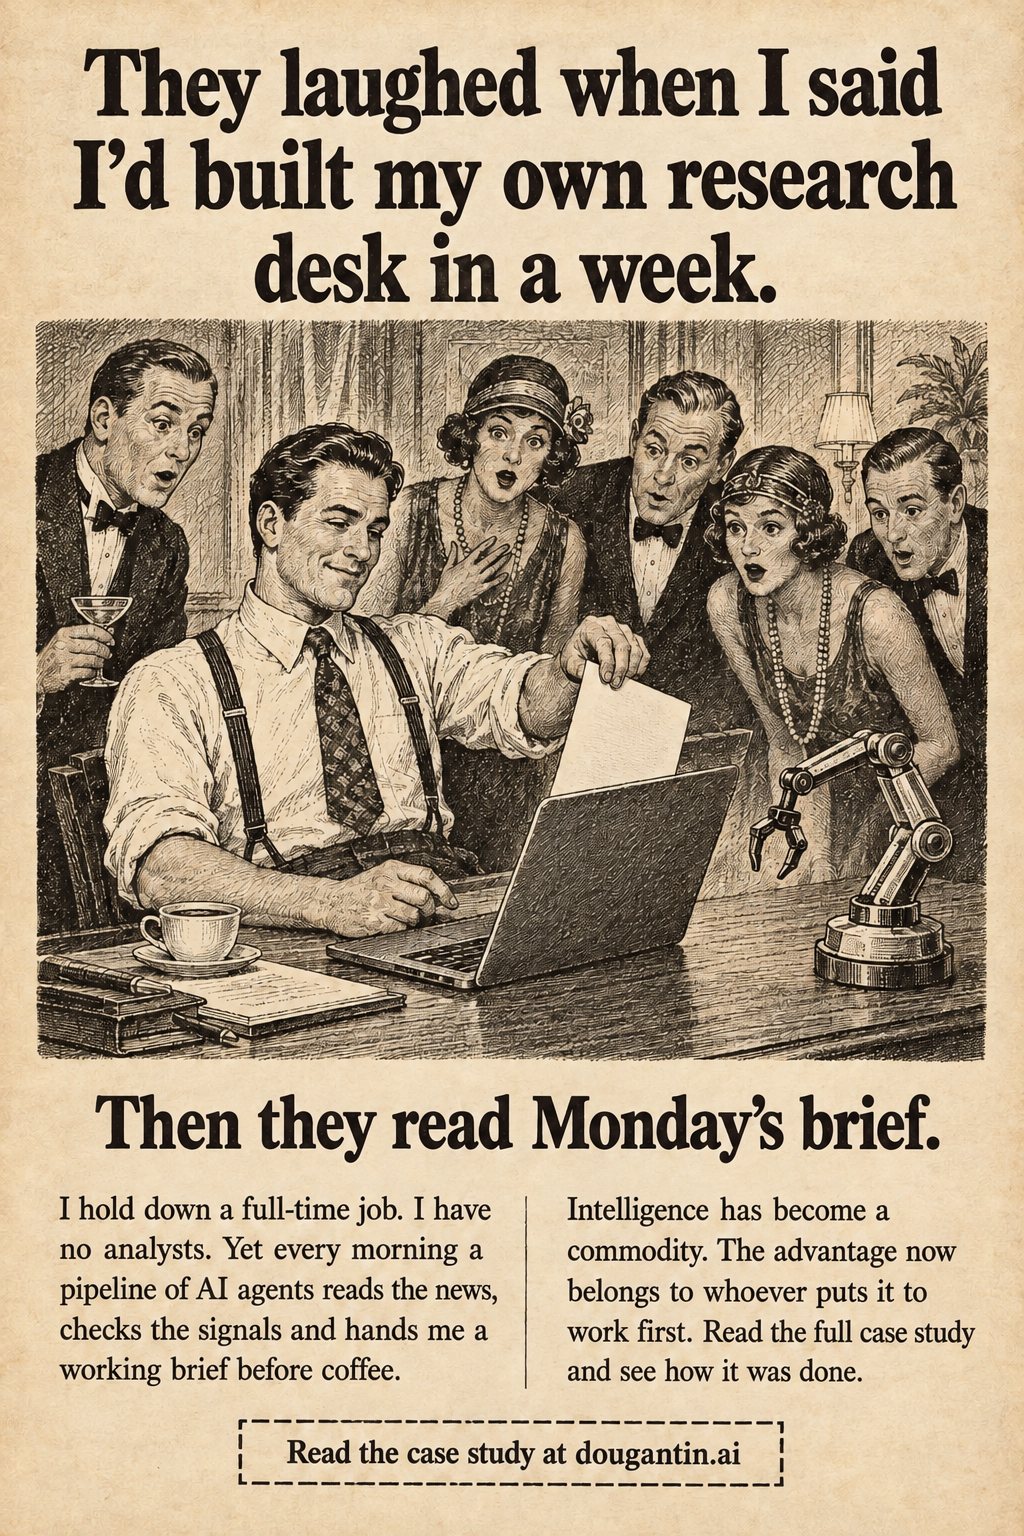 They laughed when I said
I’d built my own research
desk in a week.
Then they read Monday’s brief.
I hold down a full-time job. I have
no analysts. Yet every morning a
pipeline of AI agents reads the news,
checks the signals and hands me a
working brief before coffee.
Intelligence has become a
commodity. The advantage now
belongs to whoever puts it to
work first. Read the full case study
and see how it was done.
Read the case study at dougantin.ai